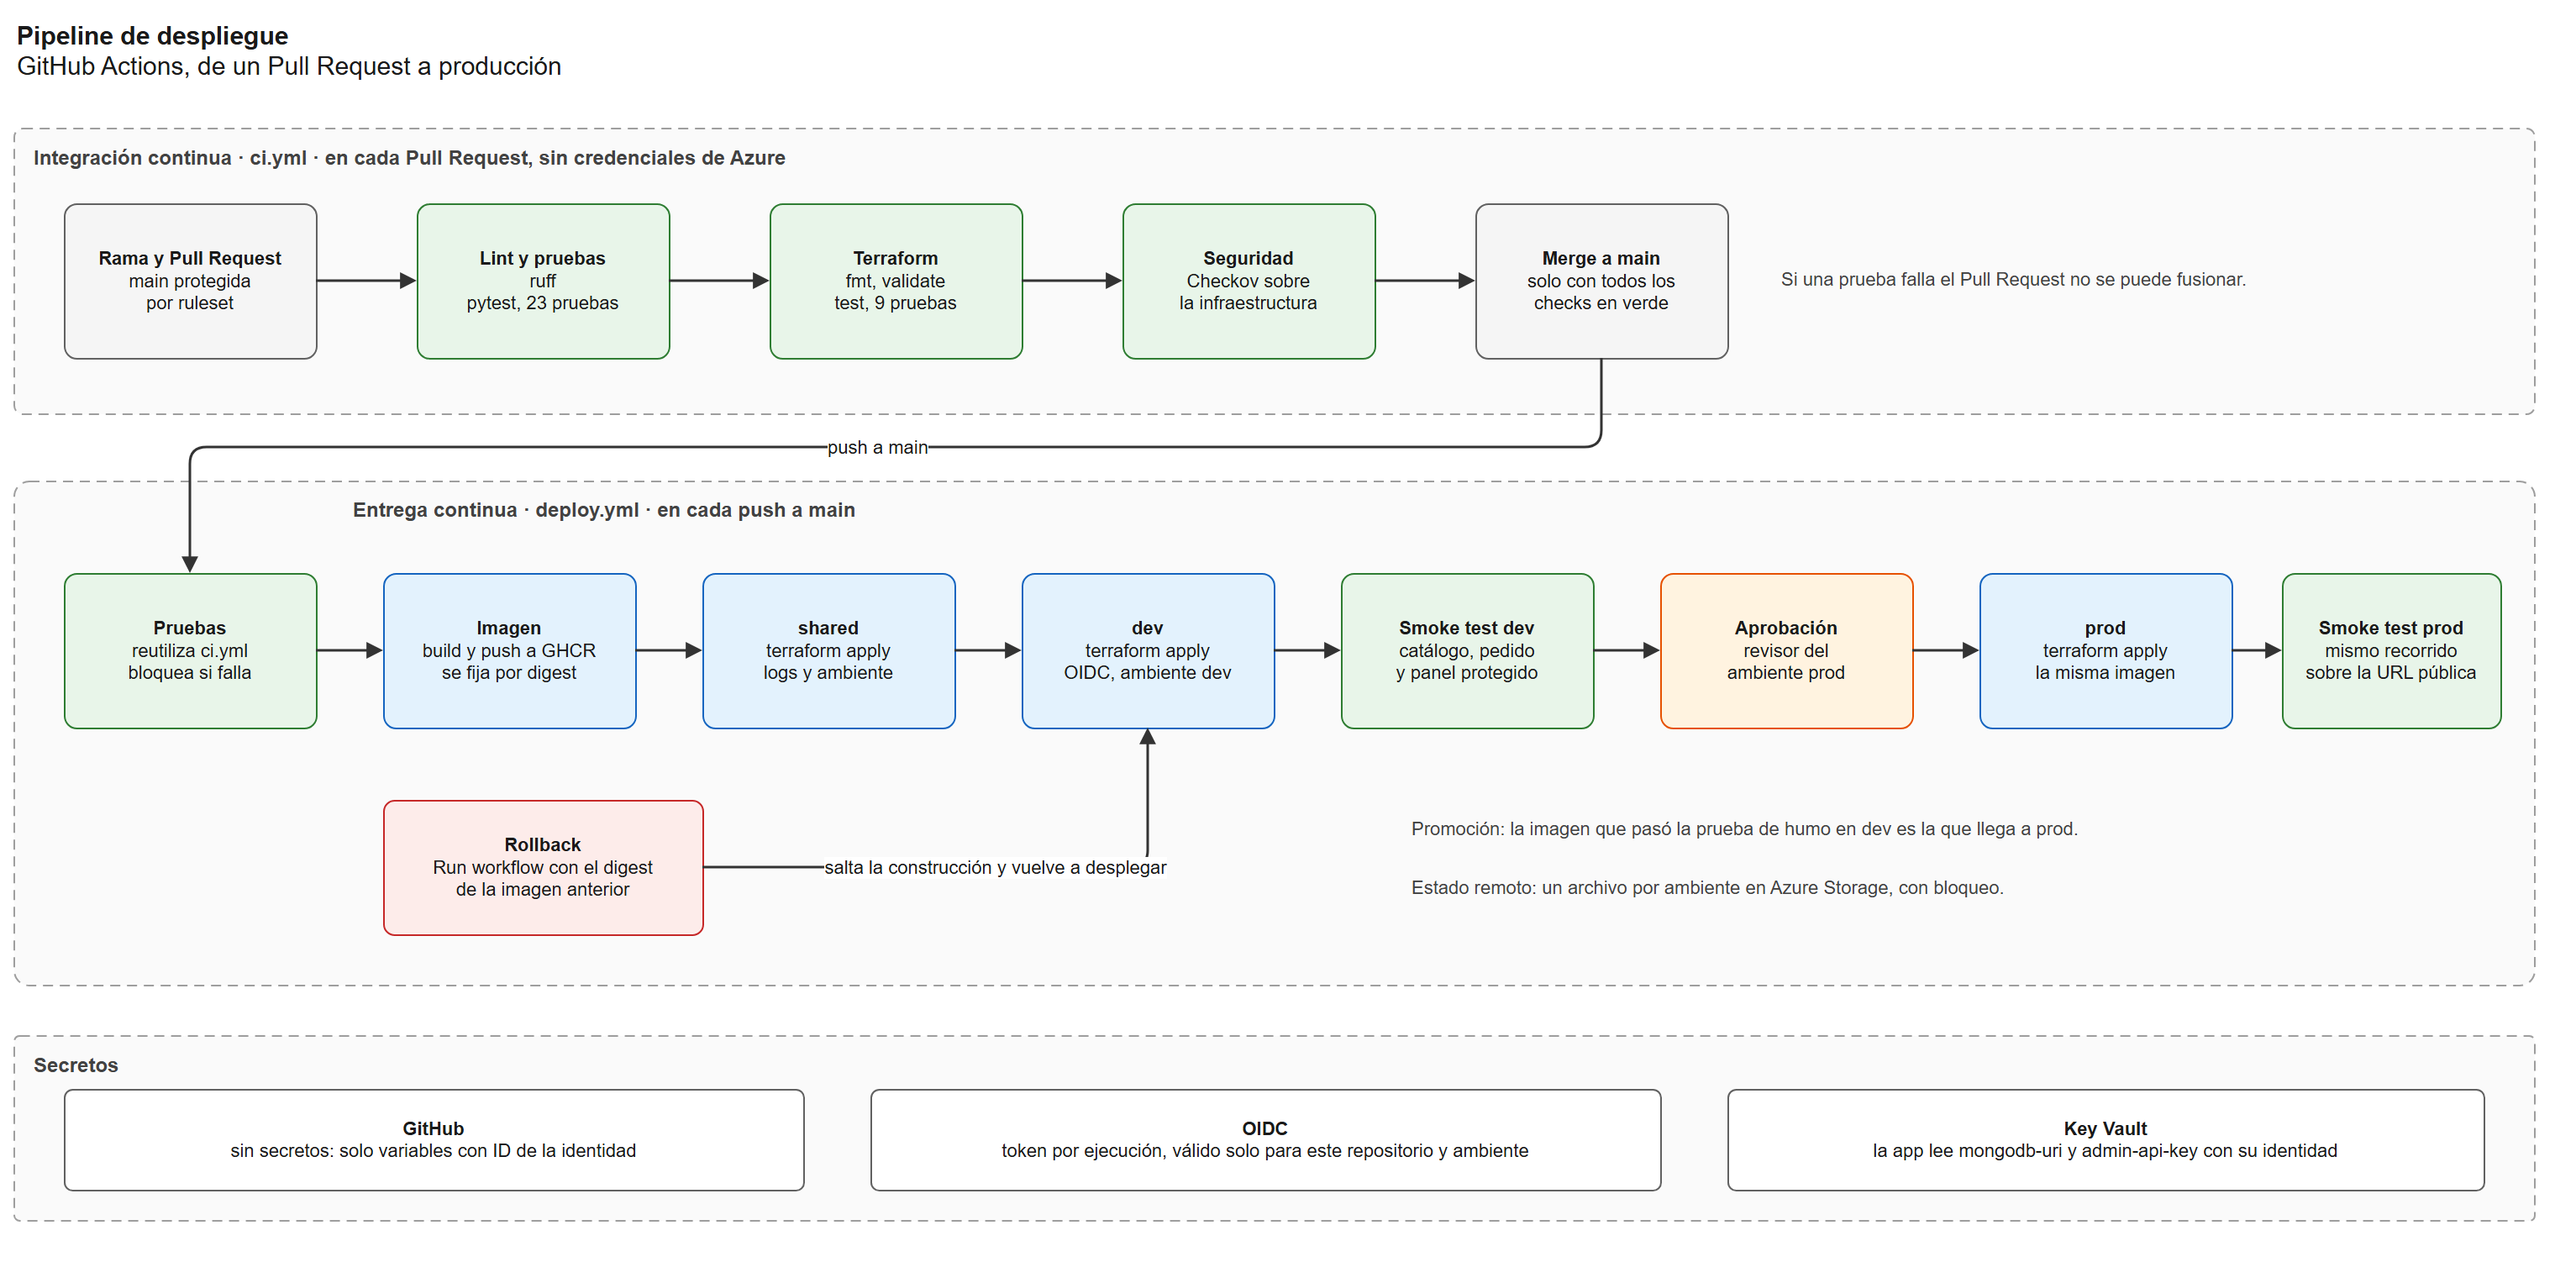 Pipeline de despliegue
GitHub Actions, de un Pull Request a producción
Integración continua · ci.yml · en cada Pull Request, sin credenciales de Azure
Rama y Pull Request
main protegida
por ruleset
Lint y pruebas
ruff
pytest, 23 pruebas
Terraform
fmt, validate
test, 9 pruebas
Seguridad
Checkov sobre
la infraestructura
Merge a main
solo con todos los
checks en verde
Si una prueba falla el Pull Request no se puede fusionar.
push a main
Entrega continua · deploy.yml · en cada push a main
Pruebas
reutiliza ci.yml
bloquea si falla
Imagen
build y push a GHCR
se fija por digest
shared
terraform apply
logs y ambiente
dev
terraform apply
OIDC, ambiente dev
Smoke test dev
catálogo, pedido
y panel protegido
Aprobación
revisor del
ambiente prod
prod
terraform apply
la misma imagen
Smoke test prod
mismo recorrido
sobre la URL pública
Rollback
Run workflow con el digest
de la imagen anterior
salta la construcción y vuelve a desplegar
Promoción: la imagen que pasó la prueba de humo en dev es la que llega a prod.
Estado remoto: un archivo por ambiente en Azure Storage, con bloqueo.
Secretos
GitHub
sin secretos: solo variables con ID de la identidad
OIDC
token por ejecución, válido solo para este repositorio y ambiente
Key Vault
la app lee mongodb-uri y admin-api-key con su identidad